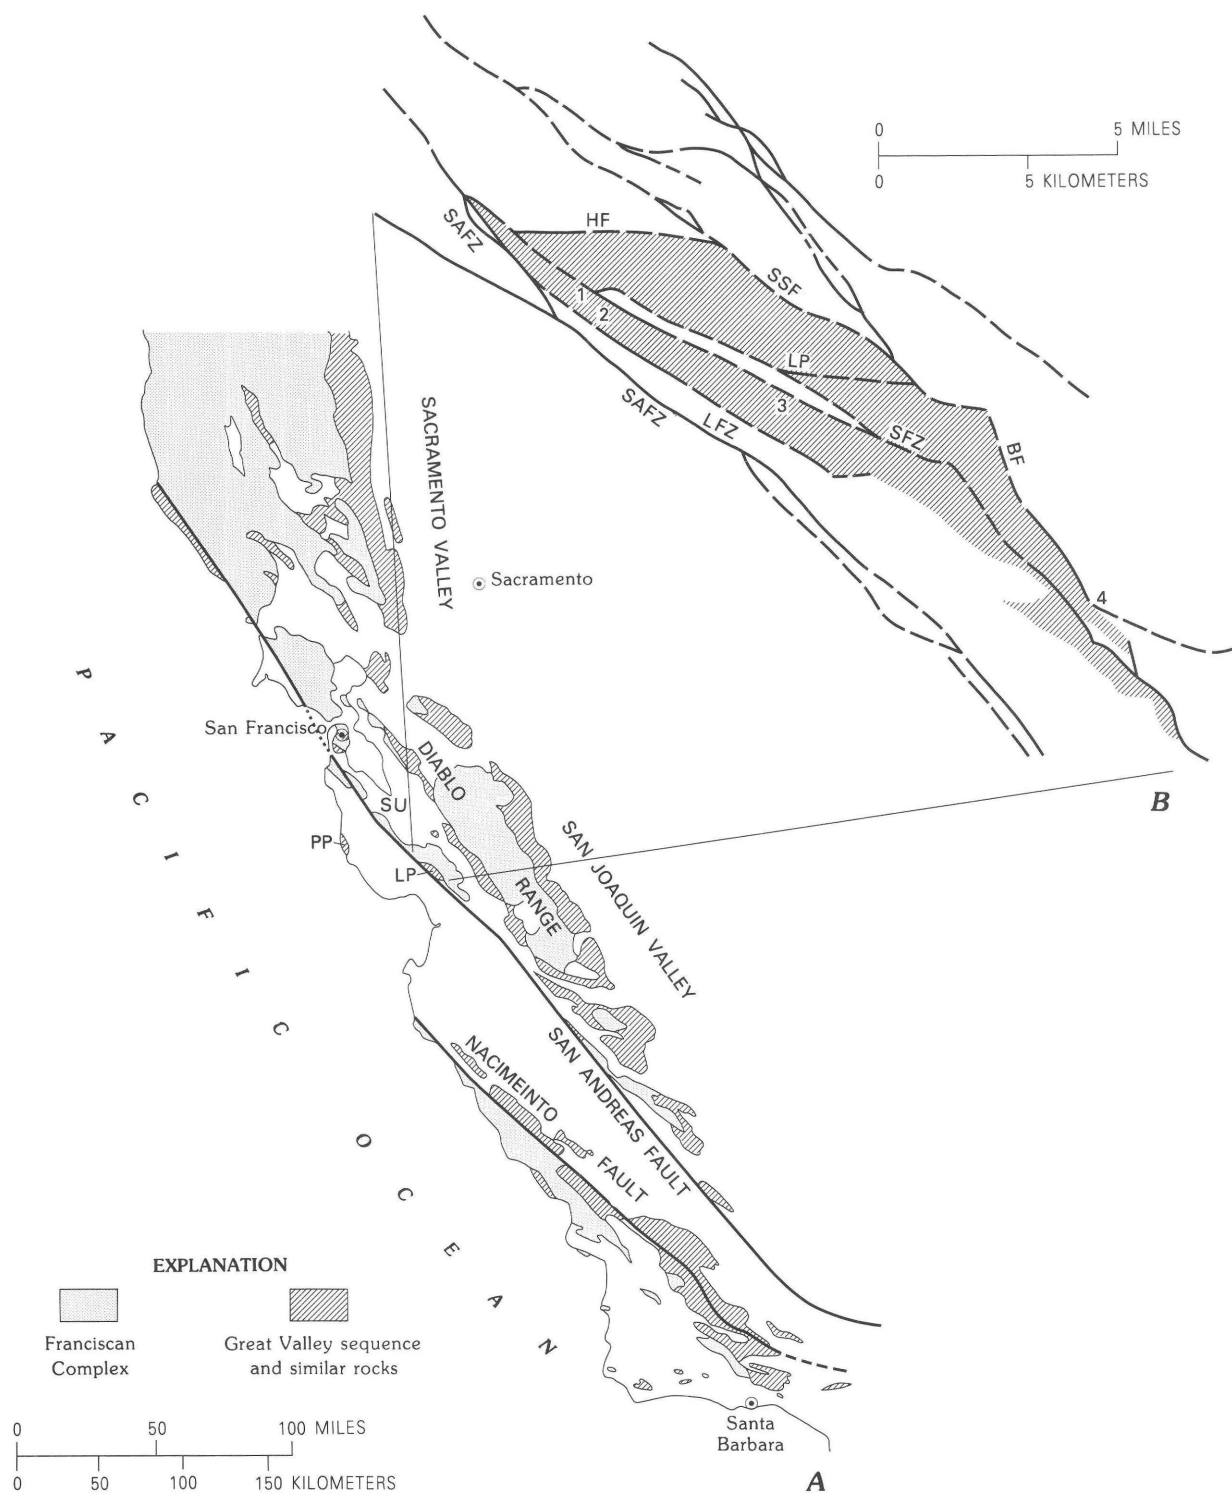 0 5 MILES
0 5 KILOMETERS
HF
SAFZ
SSF
1
2
LP
3
SAFZ
LFZ
SFZ
BF
4
B
SACRAMENTO VALLEY
Sacramento
PACIFIC OCEAN
San Francisco
DIABLO RANGE
SU
PP
LP
SAN JOAQUIN VALLEY
SAN ANDREAS FAULT
NACIMEINTO FAULT
EXPLANATION
Franciscan
Complex
Great Valley sequence
and similar rocks
0 50 100 MILES
0 50 100 150 KILOMETERS
Santa
Barbara
A